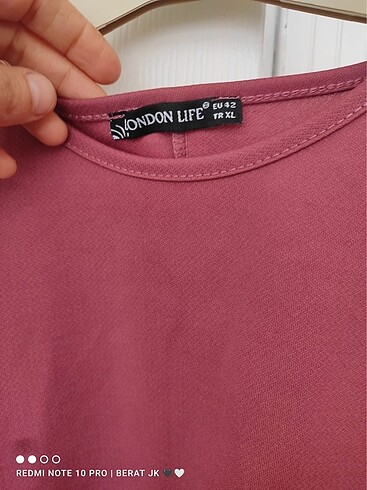 LONDON LIFE
EU 42
TR XL
REDMI NOTE 10 PRO | BERAT JK 🖤🤍